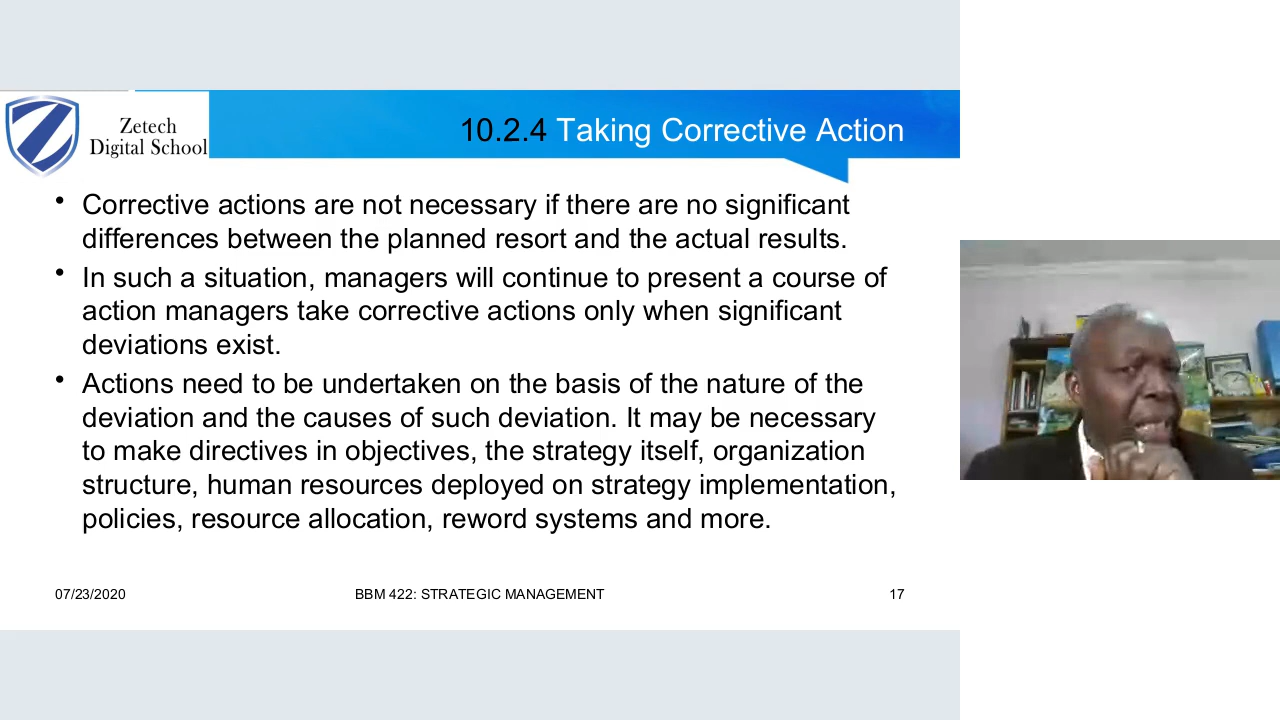 Zetech
Digital School
10.2.4 Taking Corrective Action
• Corrective actions are not necessary if there are no significant
differences between the planned resort and the actual results.
• In such a situation, managers will continue to present a course of
action managers take corrective actions only when significant
deviations exist.
• Actions need to be undertaken on the basis of the nature of the
deviation and the causes of such deviation. It may be necessary
to make directives in objectives, the strategy itself, organization
structure, human resources deployed on strategy implementation,
policies, resource allocation, reword systems and more.
07/23/2020
BBM 422: STRATEGIC MANAGEMENT
17